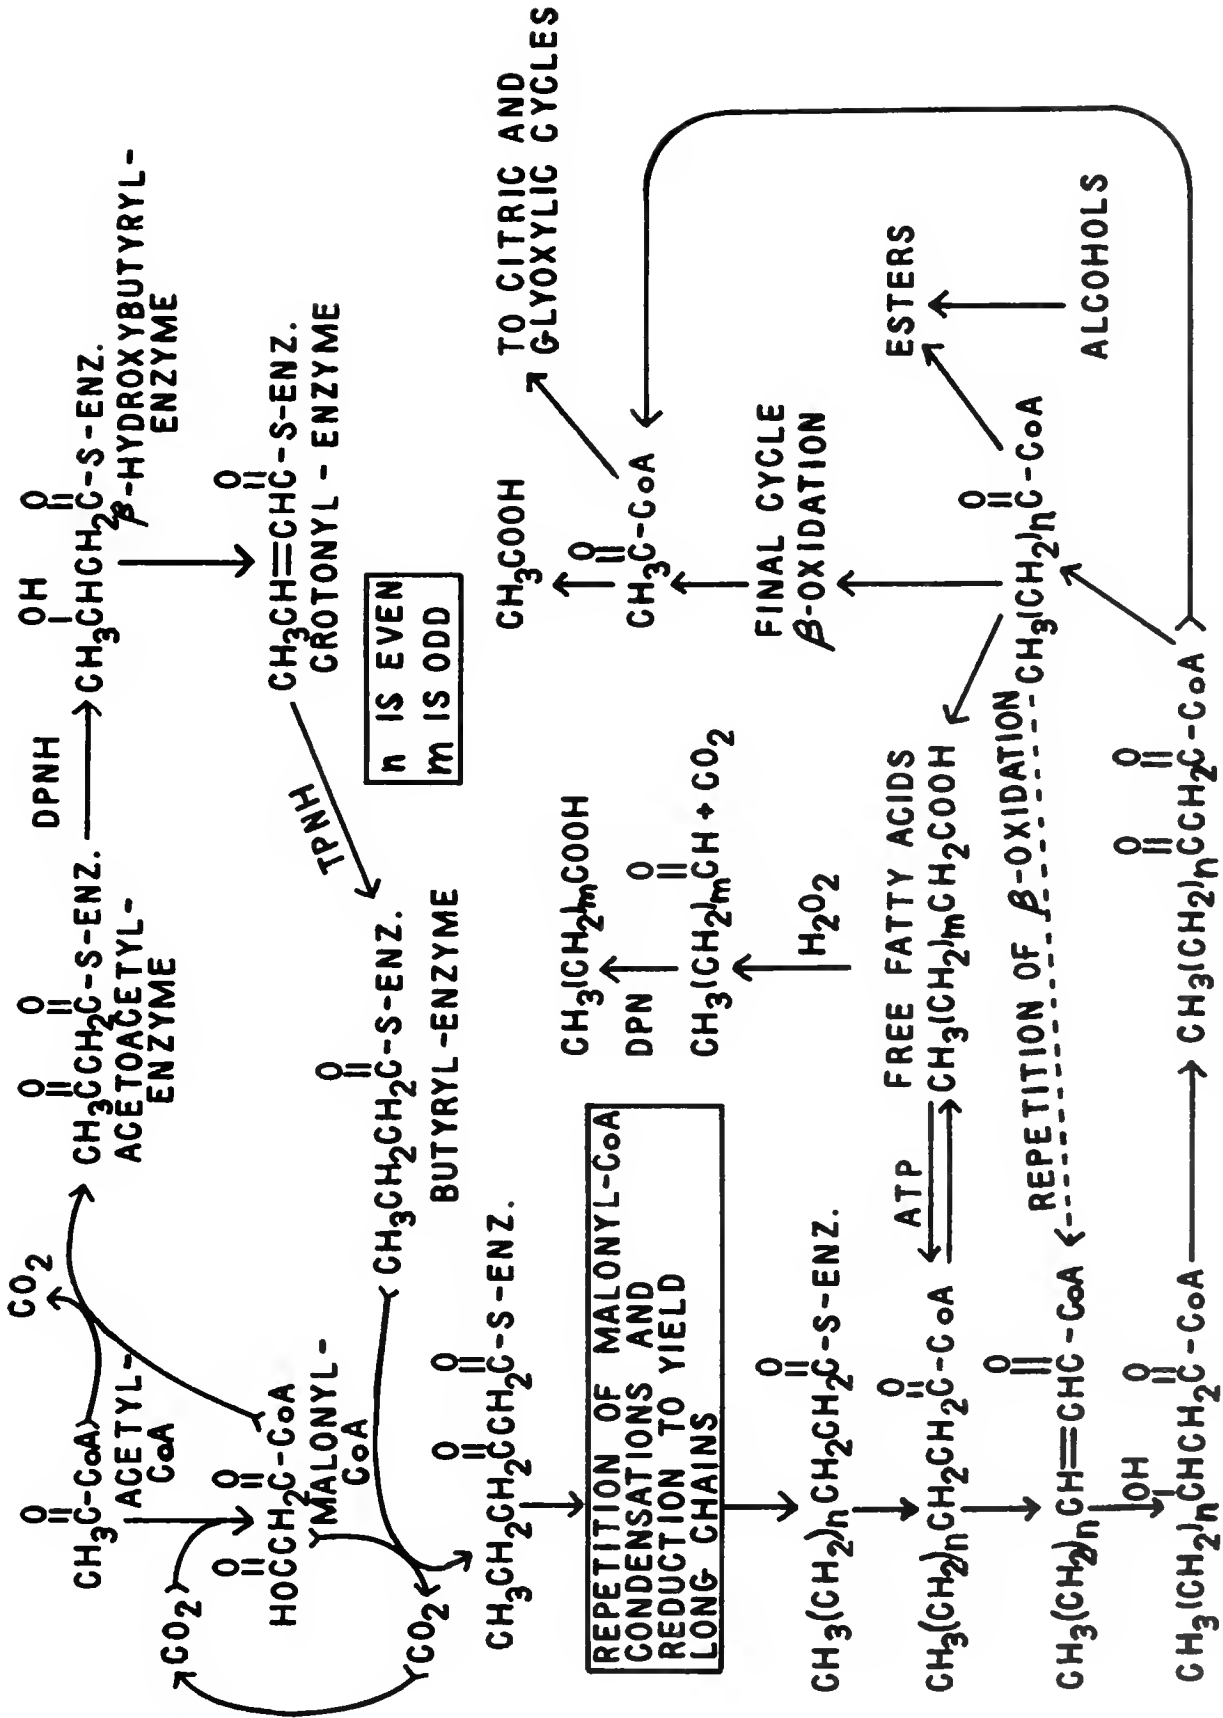 O
CH3C-CoA
ACETYL-
CoA
CO2
CO2
O O
HOCCH2C-CoA
MALONYL-
CoA
O O
CH3CCH2C-S-ENZ.
ACETOACETYL-
ENZYME
DPNH
OH O
CH3CHCH2C-S-ENZ.
β-HYDROXYBUTYRYL-
ENZYME
O
CH3CH=CHC-S-ENZ.
CROTONYL-ENZYME
TPNH
O
CH3CH2CH2C-S-ENZ.
BUTYRYL-ENZYME
n IS EVEN
m IS ODD
CO2
O O
CH3CH2CH2CCH2C-S-ENZ.
REPETITION OF MALONYL-CoA
CONDENSATIONS AND
REDUCTION TO YIELD
LONG CHAINS
O
CH3(CH2)nCH2CH2C-S-ENZ.
O
CH3(CH2)nCH2CH2C-CoA
ATP
FREE FATTY ACIDS
CH3(CH2)mCH2COOH
H2O2
O
CH3(CH2)mCH + CO2
DPN
CH3(CH2)mCOOH
O
CH3(CH2)nCH=CHC-CoA
REPETITION OF β-OXIDATION
O
CH3(CH2)nC-CoA
ESTERS
ALCOHOLS
FINAL CYCLE
β-OXIDATION
O
CH3C-CoA
CH3COOH
TO CITRIC AND
GLYOXYLIC CYCLES
OH O
CH3(CH2)nCHCH2C-CoA
O O
CH3(CH2)nCCH2C-CoA